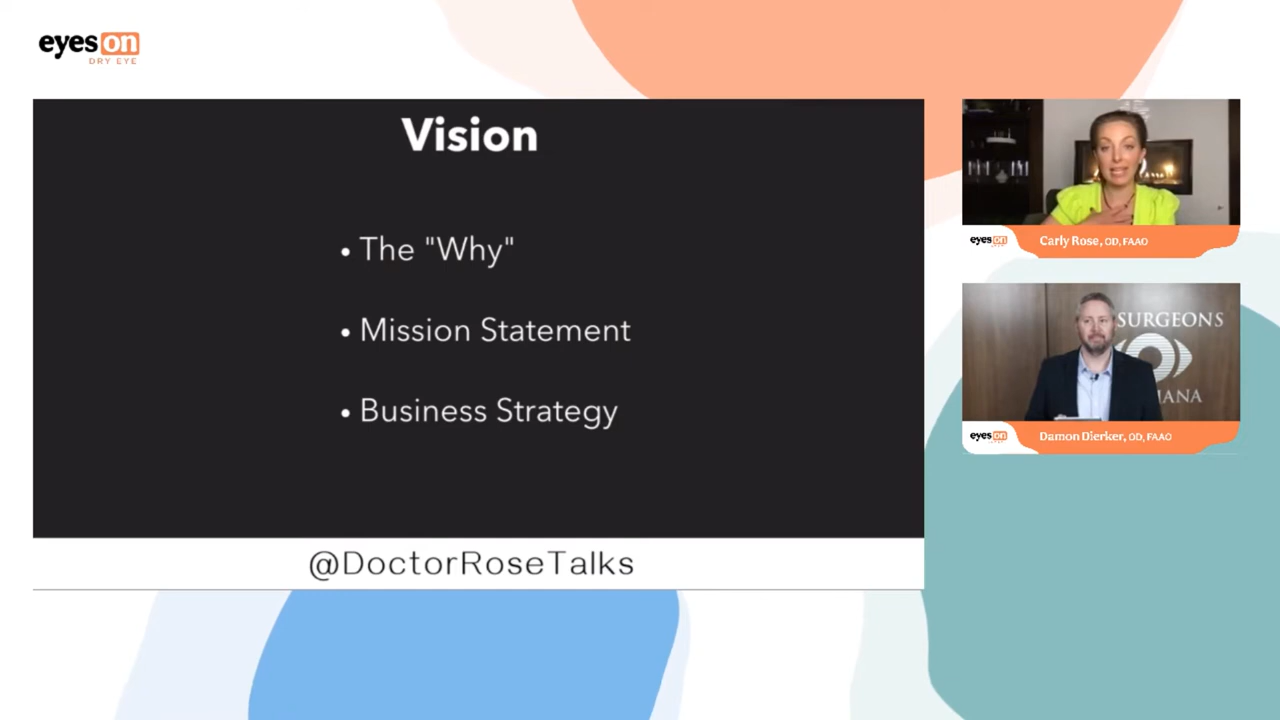 eyes on
DRY EYE
Vision
• The "Why"
• Mission Statement
• Business Strategy
@DoctorRoseTalks
eyes on
Carly Rose, OD, FAAO
SURGEONS
IANA
eyes on
Damon Dierker, OD, FAAO